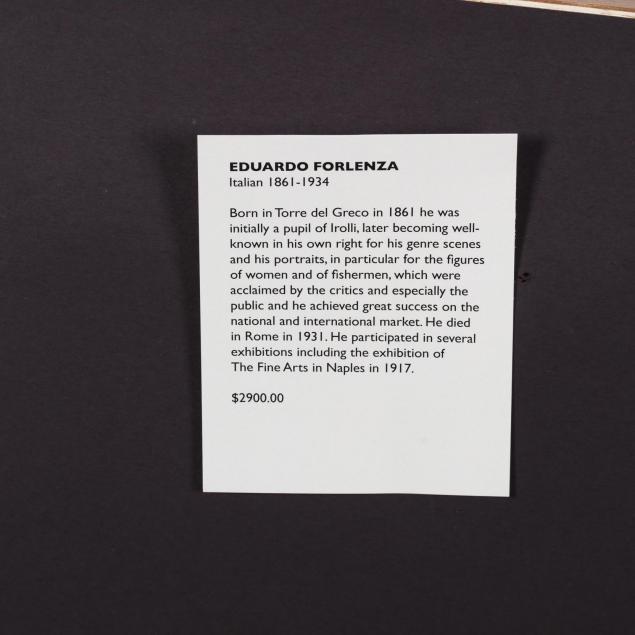 EDUARDO FORLENZA
Italian 1861-1934
Born in Torre del Greco in 1861 he was
initially a pupil of Irolli, later becoming well-
known in his own right for his genre scenes
and his portraits, in particular for the figures
of women and of fishermen, which were
acclaimed by the critics and especially the
public and he achieved great success on the
national and international market. He died
in Rome in 1931. He participated in several
exhibitions including the exhibition of
The Fine Arts in Naples in 1917.
$2900.00